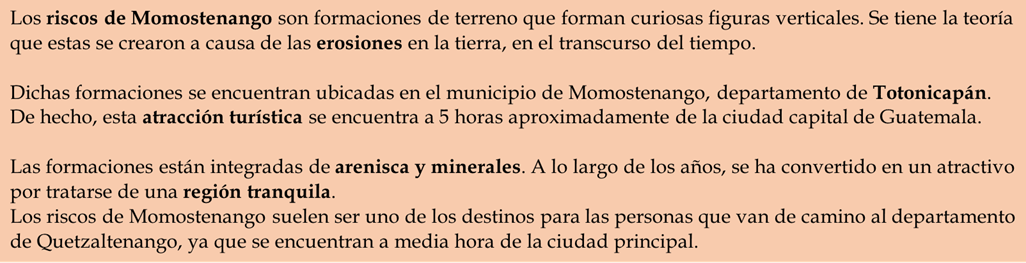 Los riscos de Momostenango son formaciones de terreno que forman curiosas figuras verticales. Se tiene la teoría
que estas se crearon a causa de las erosiones en la tierra, en el transcurso del tiempo.
Dichas formaciones se encuentran ubicadas en el municipio de Momostenango, departamento de Totonicapán.
De hecho, esta atracción turística se encuentra a 5 horas aproximadamente de la ciudad capital de Guatemala.
Las formaciones están integradas de arenisca y minerales. A lo largo de los años, se ha convertido en un atractivo
por tratarse de una región tranquila.
Los riscos de Momostenango suelen ser uno de los destinos para las personas que van de camino al departamento
de Quetzaltenango, ya que se encuentran a media hora de la ciudad principal.